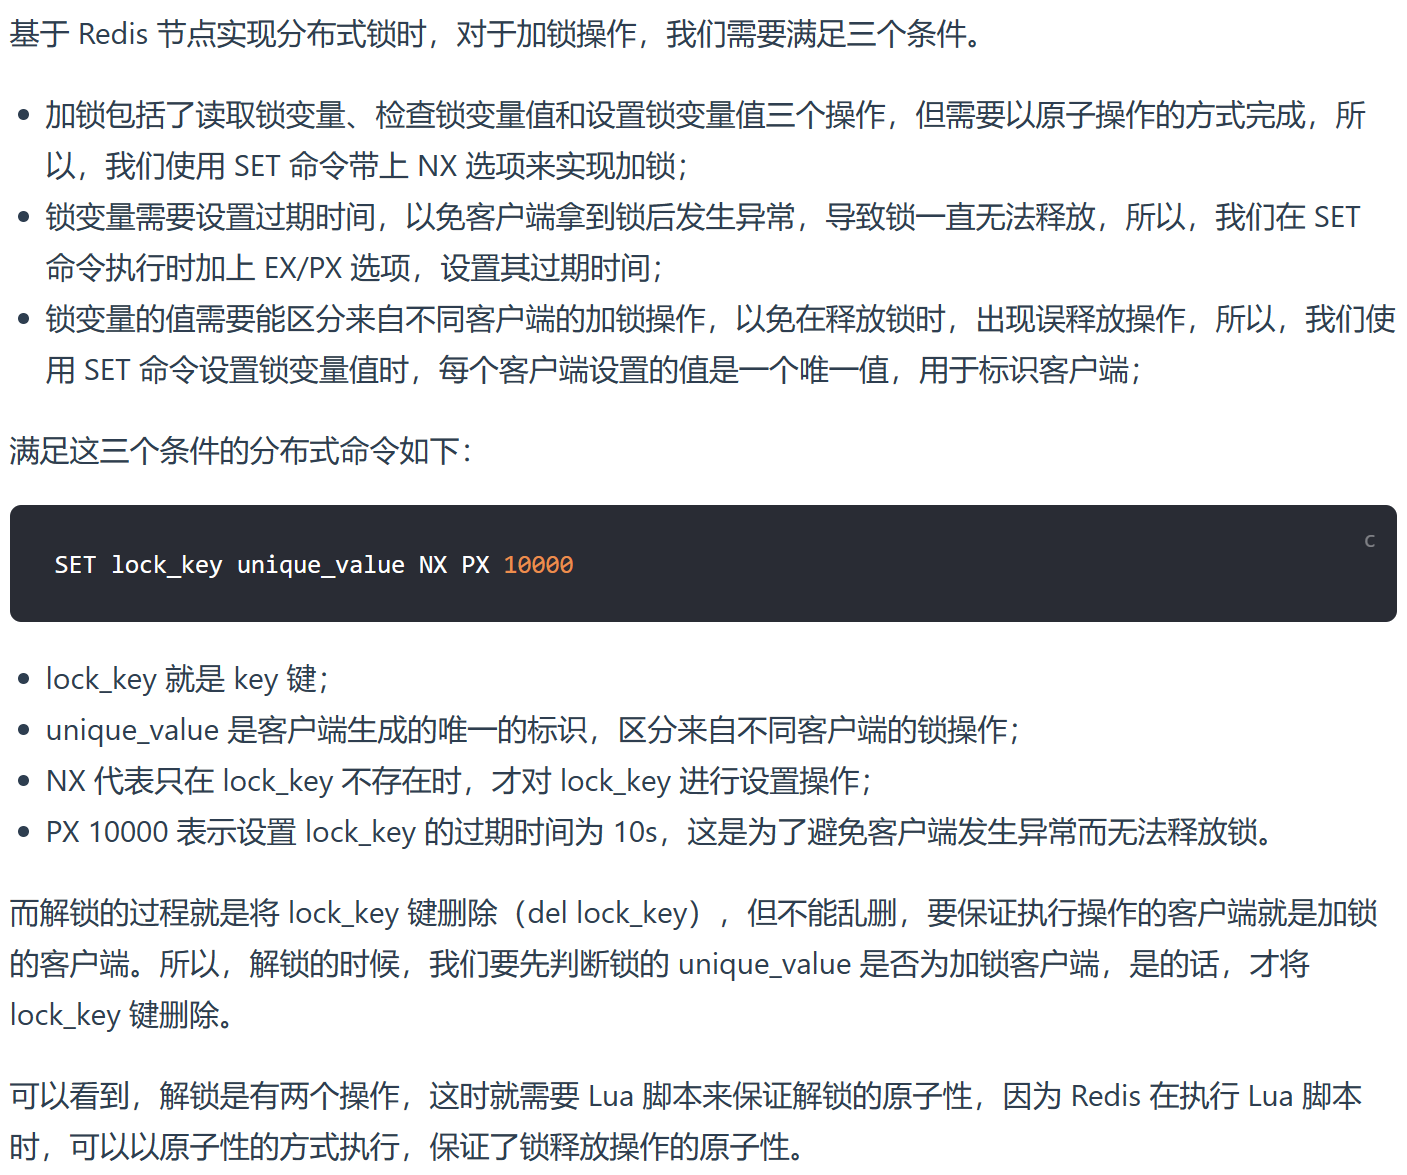 基于 Redis 节点实现分布式锁时，对于加锁操作，我们需要满足三个条件。
• 加锁包括了读取锁变量、检查锁变量值和设置锁变量值三个操作，但需要以原子操作的方式完成，所
以，我们使用 SET 命令带上 NX 选项来实现加锁；
• 锁变量需要设置过期时间，以免客户端拿到锁后发生异常，导致锁一直无法释放，所以，我们在 SET
命令执行时加上 EX/PX 选项，设置其过期时间；
• 锁变量的值需要能区分来自不同客户端的加锁操作，以免在释放锁时，出现误释放操作，所以，我们使
用 SET 命令设置锁变量值时，每个客户端设置的值是一个唯一值，用于标识客户端；
满足这三个条件的分布式命令如下：
c
SET lock_key unique_value NX PX 10000
• lock_key 就是 key 键；
• unique_value 是客户端生成的唯一的标识，区分来自不同客户端的锁操作；
• NX 代表只在 lock_key 不存在时，才对 lock_key 进行设置操作；
• PX 10000 表示设置 lock_key 的过期时间为 10s，这是为了避免客户端发生异常而无法释放锁。
而解锁的过程就是将 lock_key 键删除（del lock_key），但不能乱删，要保证执行操作的客户端就是加锁
的客户端。所以，解锁的时候，我们要先判断锁的 unique_value 是否为加锁客户端，是的话，才将
lock_key 键删除。
可以看到，解锁是有两个操作，这时就需要 Lua 脚本来保证解锁的原子性，因为 Redis 在执行 Lua 脚本
时，可以以原子性的方式执行，保证了锁释放操作的原子性。